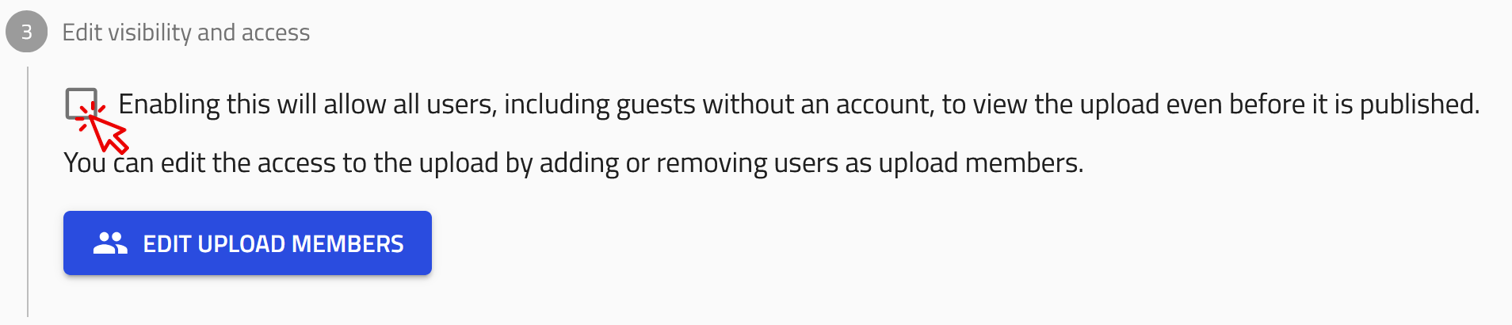 3 Edit visibility and access
Enabling this will allow all users, including guests without an account, to view the upload even before it is published.
You can edit the access to the upload by adding or removing users as upload members.
EDIT UPLOAD MEMBERS